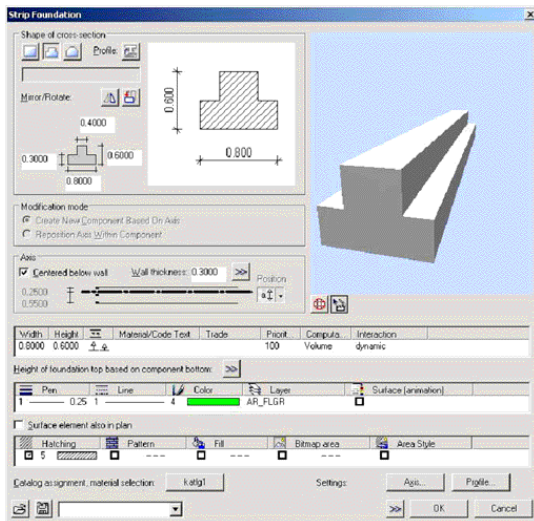 Strip Foundation
Shape of cross-section
Profile:
Mirror/Rotate:
0.4000
0.3000
0.6000
0.8000
0.600
0.800
Modification mode
Create New Component Based On Axis
Reposition Axis Within Component
Axis
Centered below wall Wall thickness: 0.3000 >>
Position
0.2500
0.5500
Width Height Material/Code Text Trade Priorit... Computa... Interaction
0.8000 0.6000 100 Volume dynamic
Height of foundation top based on component bottom: >>
Pen Line Color Layer Surface (animation)
1 0.25 1 4 AR_FLGR
Surface element also in plan
Hatching Pattern Fill Bitmap area Area Style
5 --- --- ---
Catalog assignment, material selection: katlg1 Settings: Axis... Profile...
>> OK Cancel